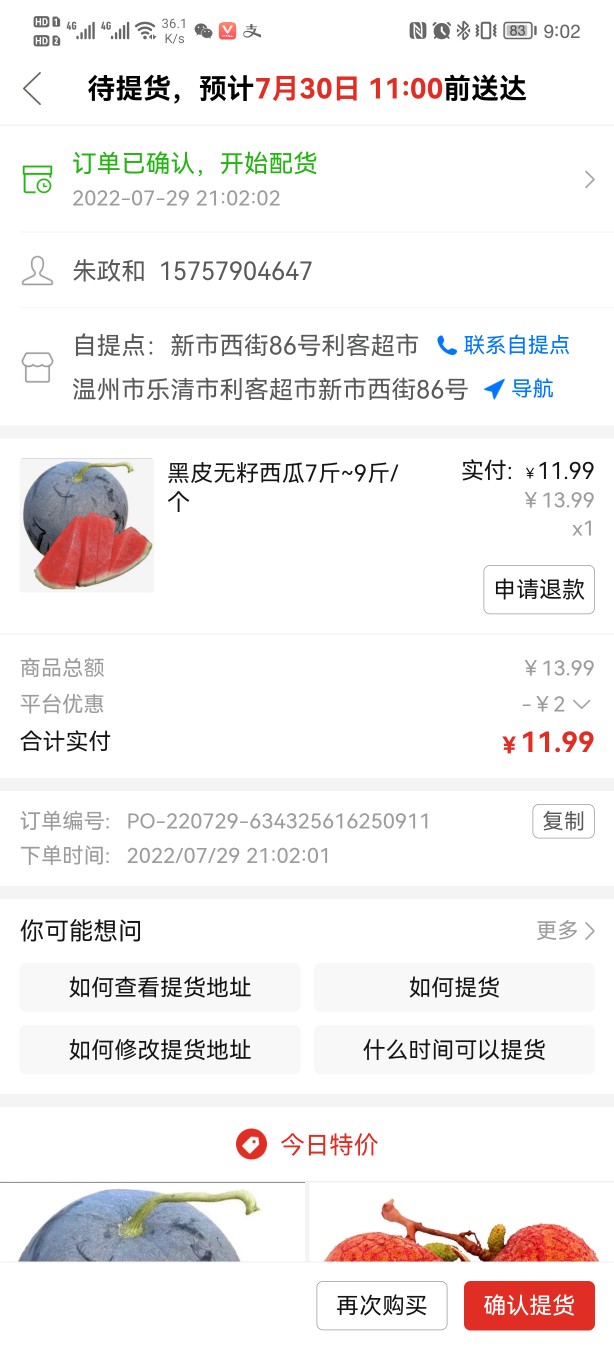 HD 1 4G 4G 36.1 K/s 83 9:02
HD 2
待提货，预计7月30日 11:00前送达
订单已确认，开始配货
2022-07-29 21:02:02
朱政和 15757904647
自提点：新市西街86号利客超市 联系自提点
温州市乐清市利客超市新市西街86号 导航
黑皮无籽西瓜7斤~9斤/
个
实付：¥11.99
¥13.99
x1
申请退款
商品总额 ¥13.99
平台优惠 -¥2
合计实付 ¥11.99
订单编号： PO-220729-634325616250911 复制
下单时间： 2022/07/29 21:02:01
你可能想问 更多
如何查看提货地址 如何提货
如何修改提货地址 什么时间可以提货
今日特价
再次购买 确认提货